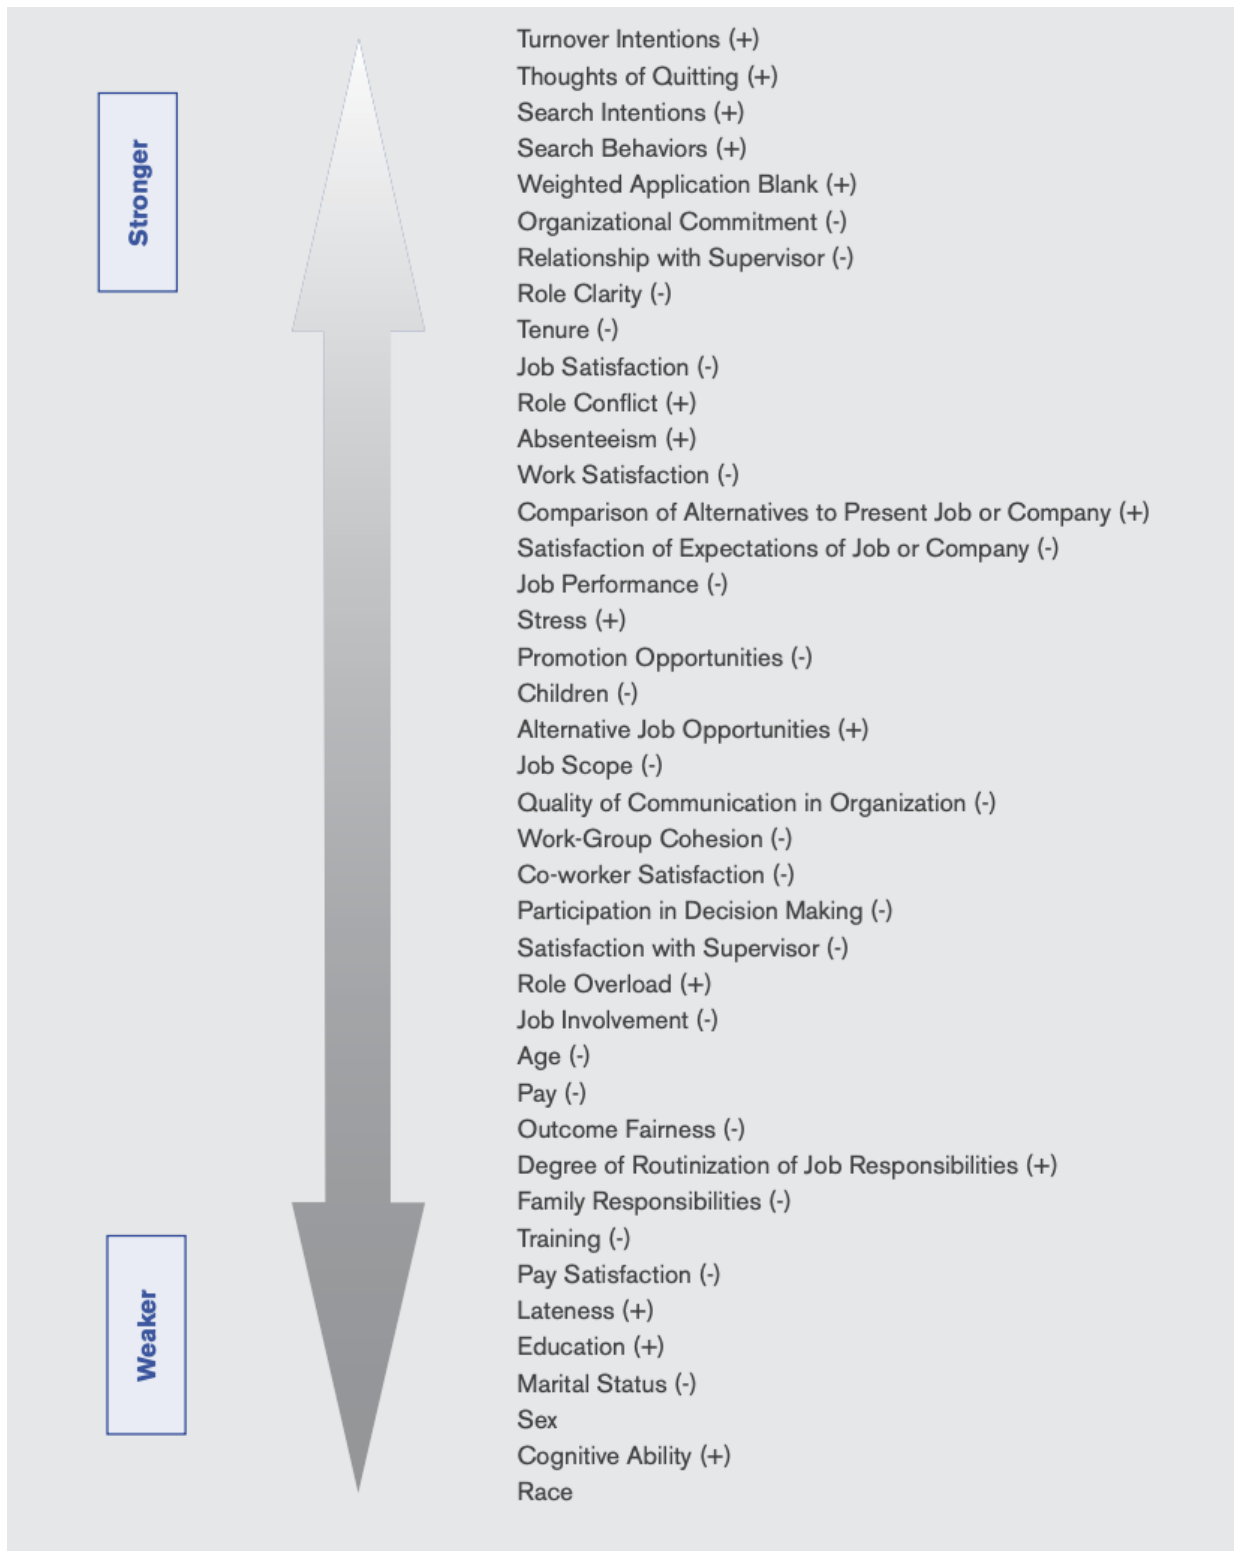 Stronger
Turnover Intentions (+)
Thoughts of Quitting (+)
Search Intentions (+)
Search Behaviors (+)
Weighted Application Blank (+)
Organizational Commitment (-)
Relationship with Supervisor (-)
Role Clarity (-)
Tenure (-)
Job Satisfaction (-)
Role Conflict (+)
Absenteeism (+)
Work Satisfaction (-)
Comparison of Alternatives to Present Job or Company (+)
Satisfaction of Expectations of Job or Company (-)
Job Performance (-)
Stress (+)
Promotion Opportunities (-)
Children (-)
Alternative Job Opportunities (+)
Job Scope (-)
Quality of Communication in Organization (-)
Work-Group Cohesion (-)
Co-worker Satisfaction (-)
Participation in Decision Making (-)
Satisfaction with Supervisor (-)
Role Overload (+)
Job Involvement (-)
Age (-)
Pay (-)
Outcome Fairness (-)
Degree of Routinization of Job Responsibilities (+)
Family Responsibilities (-)
Training (-)
Pay Satisfaction (-)
Lateness (+)
Education (+)
Marital Status (-)
Sex
Cognitive Ability (+)
Race
Weaker